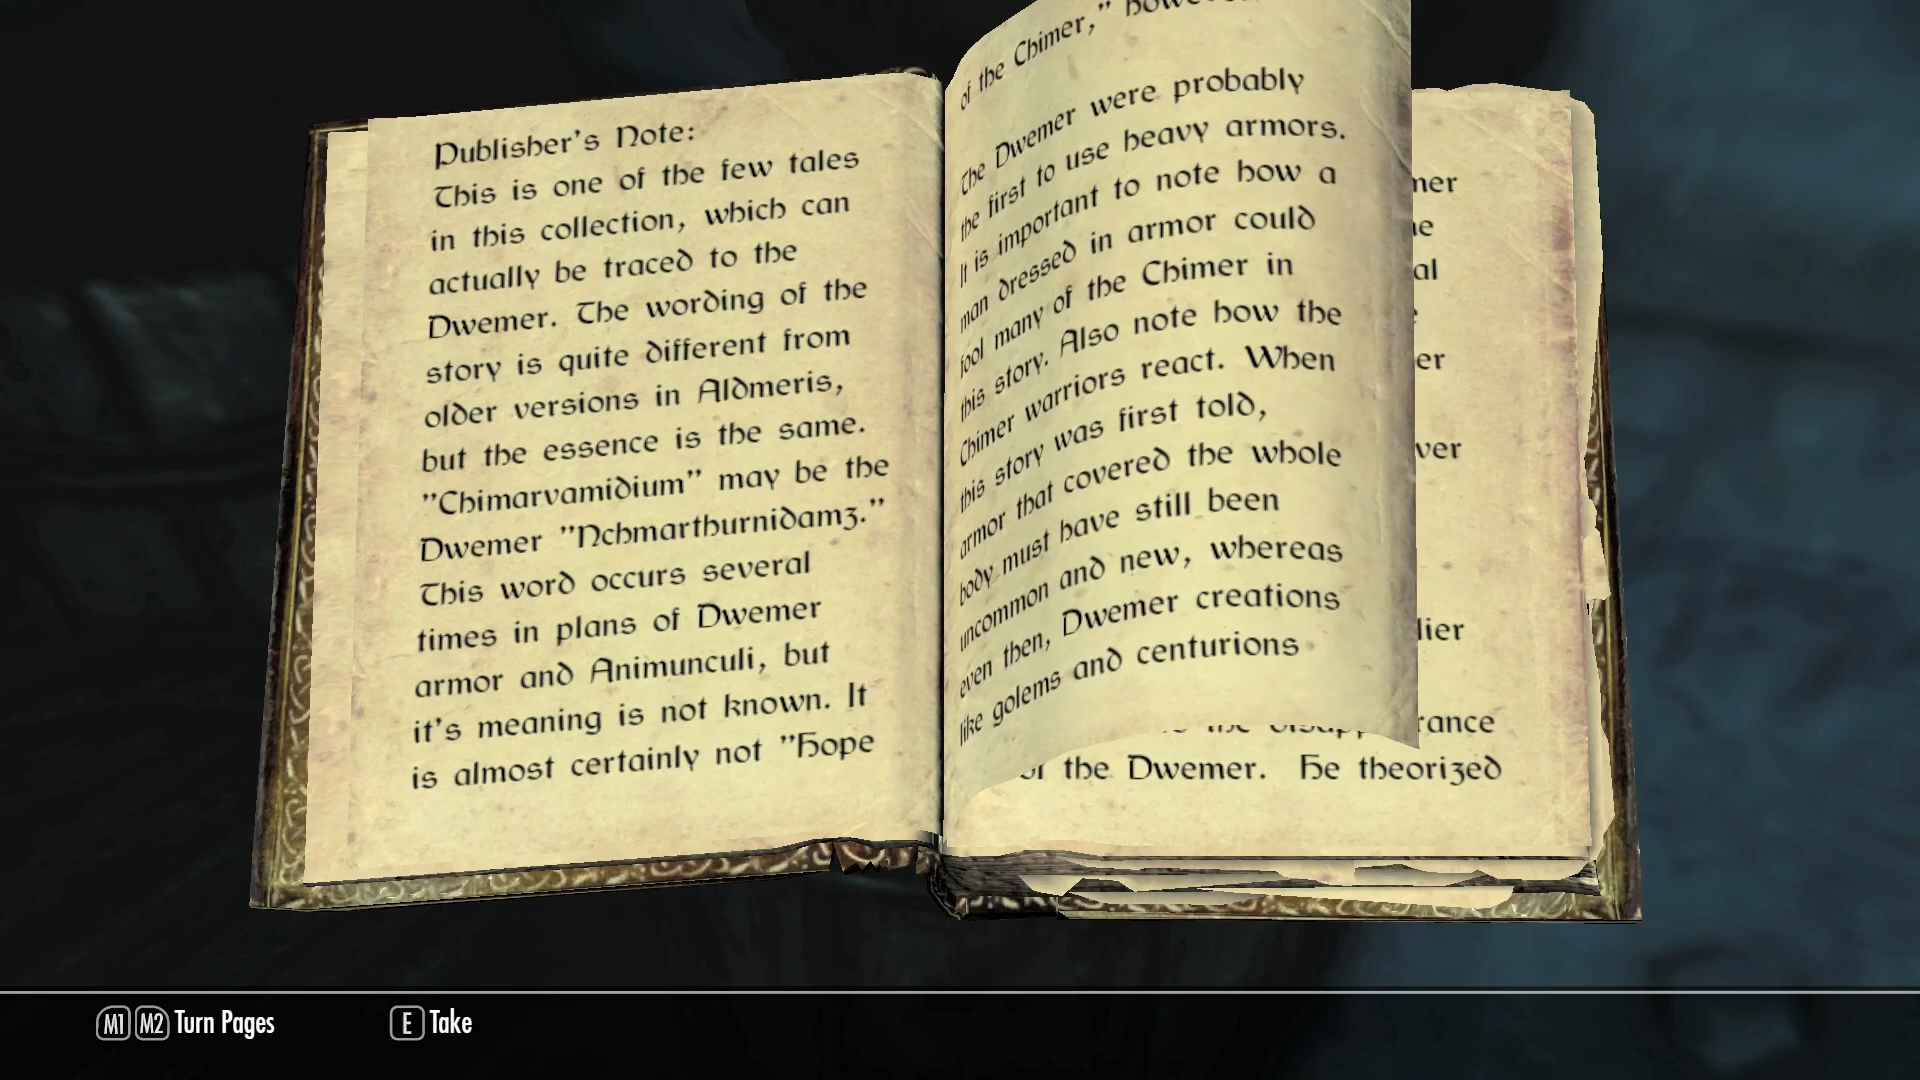 Publisher's Note:
This is one of the few tales
in this collection, which can
actually be traced to the
Dwemer. The wording of the
story is quite different from
older versions in Aldmeris,
but the essence is the same.
"Chimarvamidium" may be the
Dwemer "Nchmarthurnidamz."
This word occurs several
times in plans of Dwemer
armor and Animunculi, but
it's meaning is not known. It
is almost certainly not "Hope
of the Chimer," however.
The Dwemer were probably
the first to use heavy armors.
It is important to note how a
man dressed in armor could
fool many of the Chimer in
this story. Also note how the
Chimer warriors react. When
this story was first told,
armor that covered the whole
body must have still been
uncommon and new, whereas
even then, Dwemer creations
like golems and centurions
of the Dwemer. He theorized
M1 M2 Turn Pages
E Take